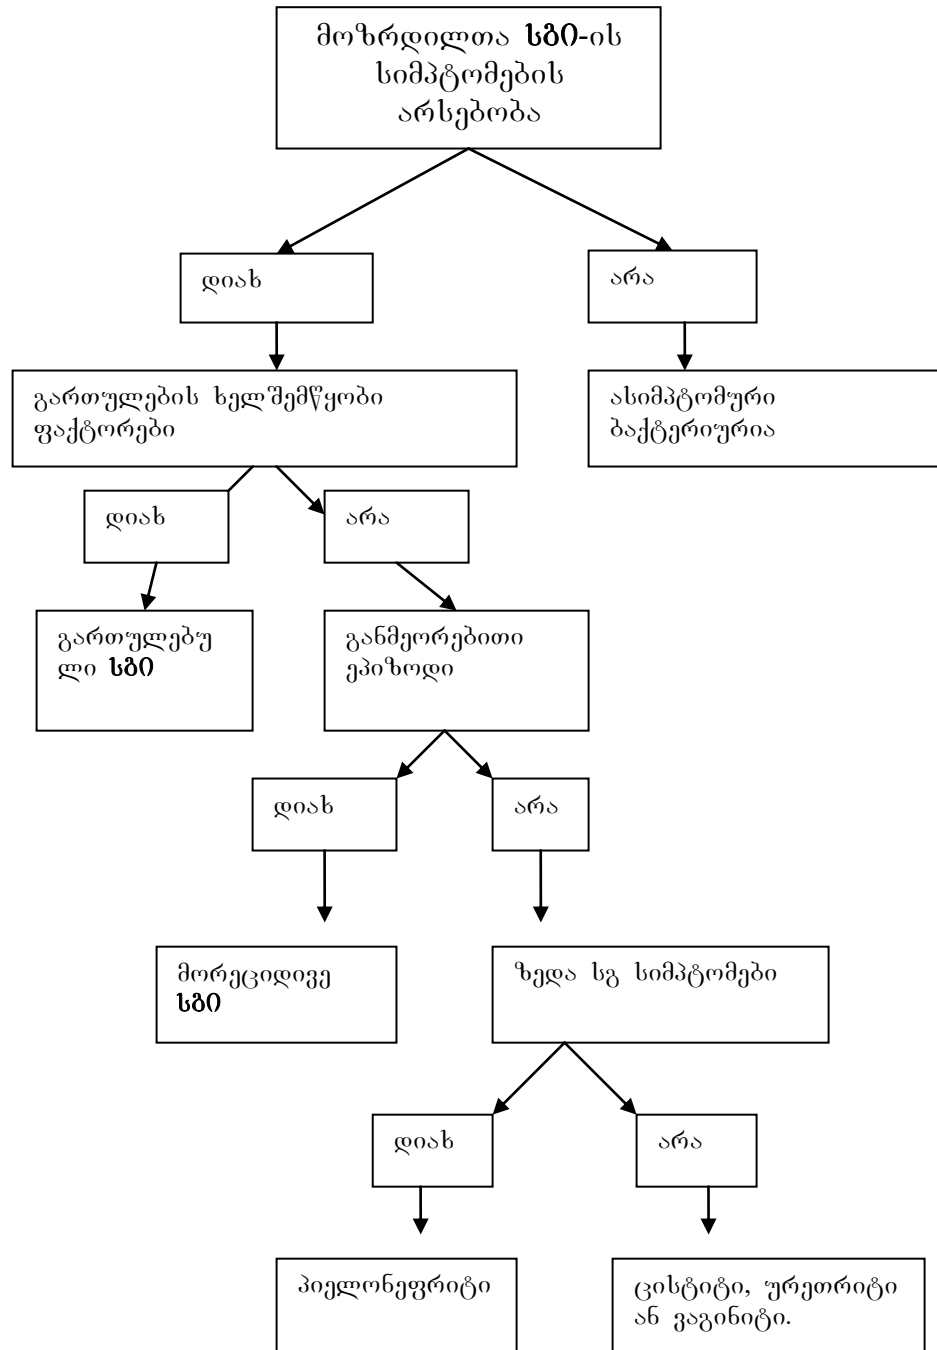 მოზრდილთა სგი-ის
სიმპტომების
არსებობა
დიახ
არა
გართულების ხელშემწყობი
ფაქტორები
ასიმპტომური
ბაქტერიურია
დიახ
არა
გართულებუ
ლი სგი
განმეორებითი
ეპიზოდი
დიახ
არა
მორეციდივე
სგი
ზედა სგ სიმპტომები
დიახ
არა
პიელონეფრიტი
ცისტიტი, ურეთრიტი
ან ვაგინიტი.